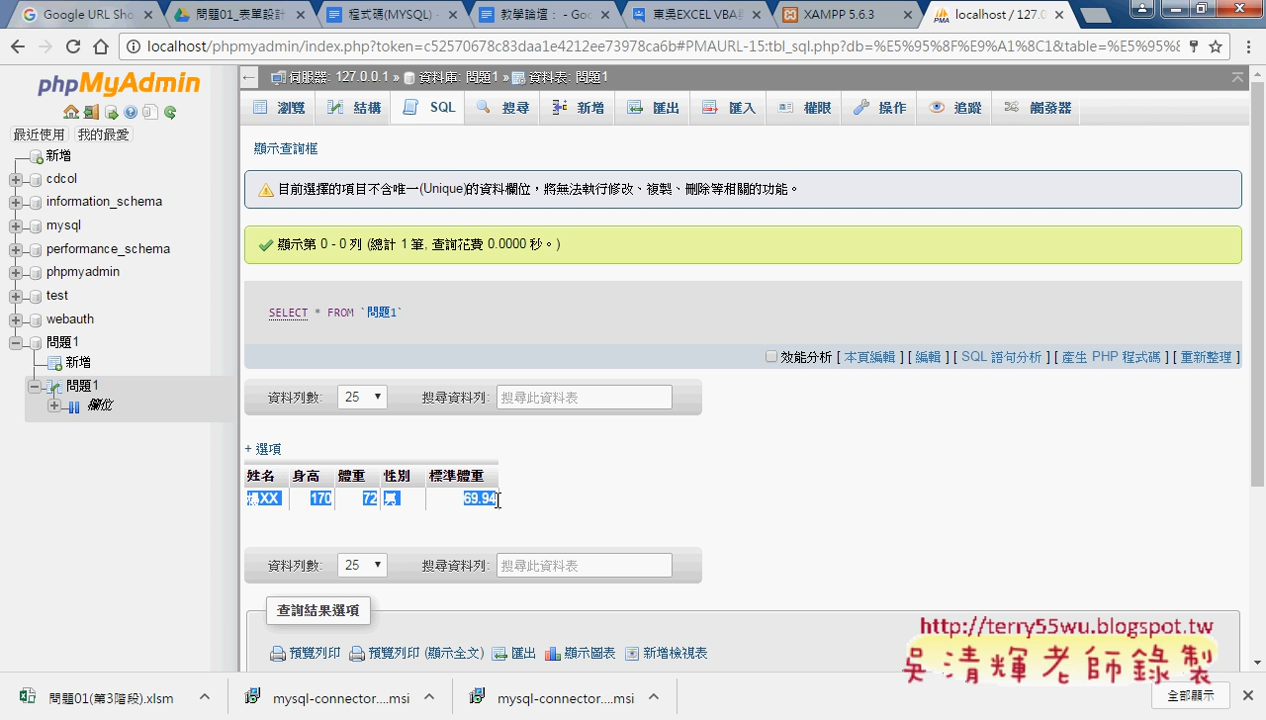 Google URL Sho
問題01_表單設計
程式碼(MYSQL) -
教學論壇： - Goo
東吳EXCEL VBA與
XAMPP 5.6.3
localhost / 127.0
localhost/phpmyadmin/index.php?token=c52570678c83daa1e4212ee73978ca6b#PMAURL-15:tbl_sql.php?db=%E5%95%8F%E9%A1%8C1&table=%E5%95%8
phpMyAdmin
最近使用 我的最愛
新增
cdcol
information_schema
mysql
performance_schema
phpmyadmin
test
webauth
問題1
新增
問題1
欄位
伺服器: 127.0.0.1 » 資料庫: 問題1 » 資料表: 問題1
瀏覽 結構 SQL 搜尋 新增 匯出 匯入 權限 操作 追蹤 觸發器
顯示查詢框
目前選擇的項目不含唯一(Unique)的資料欄位，將無法執行修改、複製、刪除等相關的功能。
顯示第 0 - 0 列 (總計 1 筆, 查詢花費 0.0000 秒。)
SELECT * FROM `問題1`
效能分析 [ 本頁編輯 ] [ 編輯 ] [ SQL 語句分析 ] [ 產生 PHP 程式碼 ] [ 重新整理 ]
資料列數: 25 搜尋資料列: 搜尋此資料表
+ 選項
姓名 身高 體重 性別 標準體重
XX 170 72 男 69.94
資料列數: 25 搜尋資料列: 搜尋此資料表
查詢結果選項
預覽列印 預覽列印 (顯示全文) 匯出 顯示圖表 新增檢視表
http://terry55wu.blogspot.tw
吳清輝老師錄製
問題01(第3階段).xlsm
mysql-connector....msi
mysql-connector....msi
全部顯示